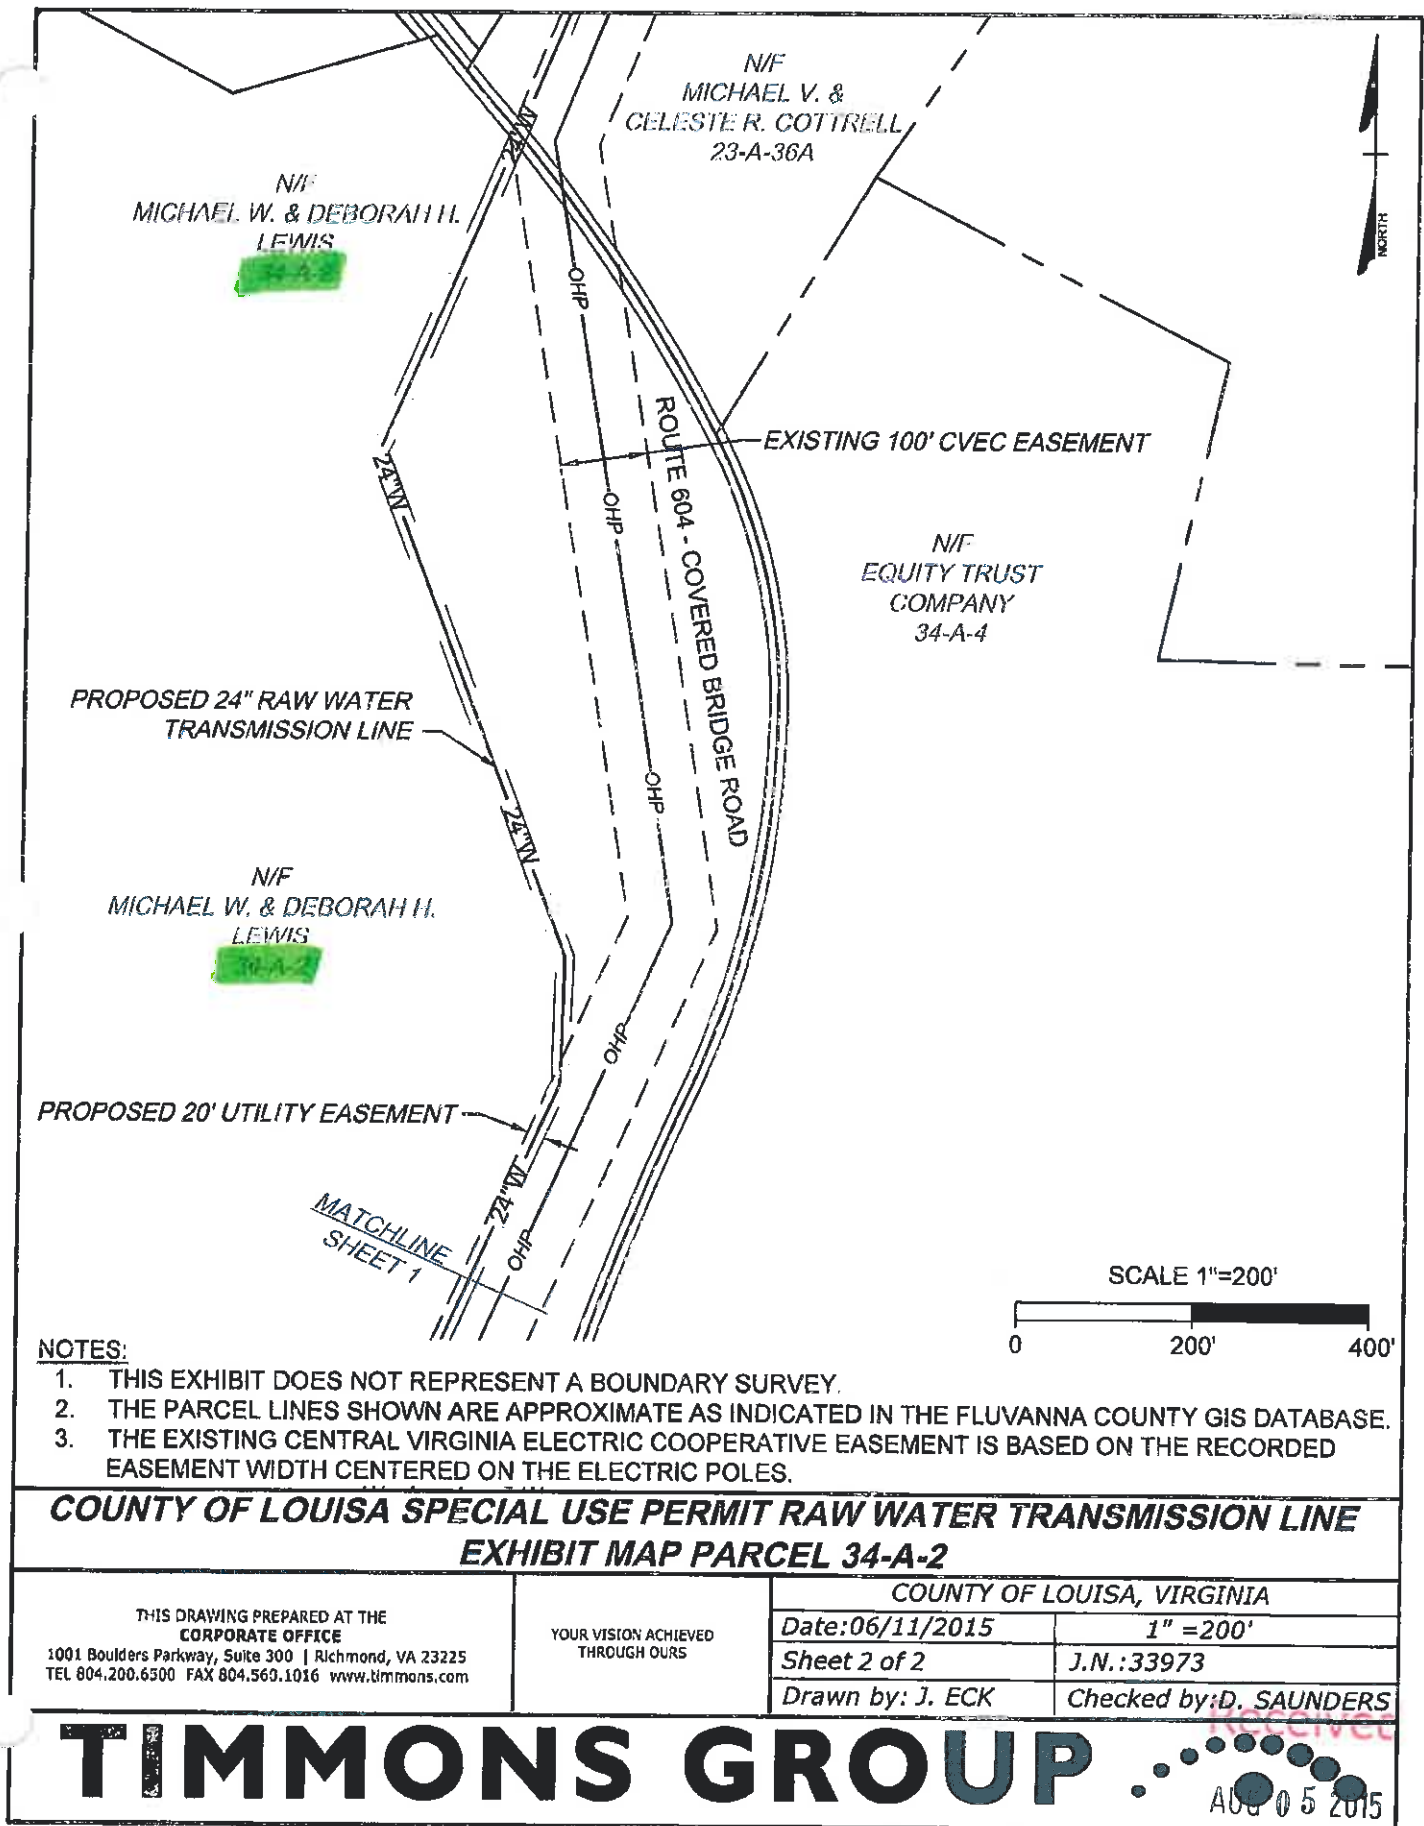 N/F
MICHAEL V. &
CELESTE R. COTTRELL
23-A-36A
NORTH
24"W
N/F
MICHAEL W. & DEBORAH H.
LEWIS
OHP
ROUTE 604 - COVERED BRIDGE ROAD
EXISTING 100' CVEC EASEMENT
24"W
OHP
N/F
EQUITY TRUST
COMPANY
34-A-4
PROPOSED 24" RAW WATER
TRANSMISSION LINE
OHP
24"W
N/F
MICHAEL W. & DEBORAH H.
LEWIS
34-A-2
OHP
PROPOSED 20' UTILITY EASEMENT
24"W
MATCHLINE
SHEET 1
OHP
SCALE 1"=200'
0 200' 400'
NOTES:
1. THIS EXHIBIT DOES NOT REPRESENT A BOUNDARY SURVEY.
2. THE PARCEL LINES SHOWN ARE APPROXIMATE AS INDICATED IN THE FLUVANNA COUNTY GIS DATABASE.
3. THE EXISTING CENTRAL VIRGINIA ELECTRIC COOPERATIVE EASEMENT IS BASED ON THE RECORDED
EASEMENT WIDTH CENTERED ON THE ELECTRIC POLES.
COUNTY OF LOUISA SPECIAL USE PERMIT RAW WATER TRANSMISSION LINE
EXHIBIT MAP PARCEL 34-A-2
THIS DRAWING PREPARED AT THE
CORPORATE OFFICE
1001 Boulders Parkway, Suite 300 | Richmond, VA 23225
TEL 804.200.6500 FAX 804.560.1016 www.timmons.com
YOUR VISION ACHIEVED
THROUGH OURS
COUNTY OF LOUISA, VIRGINIA
Date:06/11/2015 1" =200'
Sheet 2 of 2 J.N.:33973
Drawn by: J. ECK Checked by:D. SAUNDERS
Received
TIMMONS GROUP
AUG 05 2015